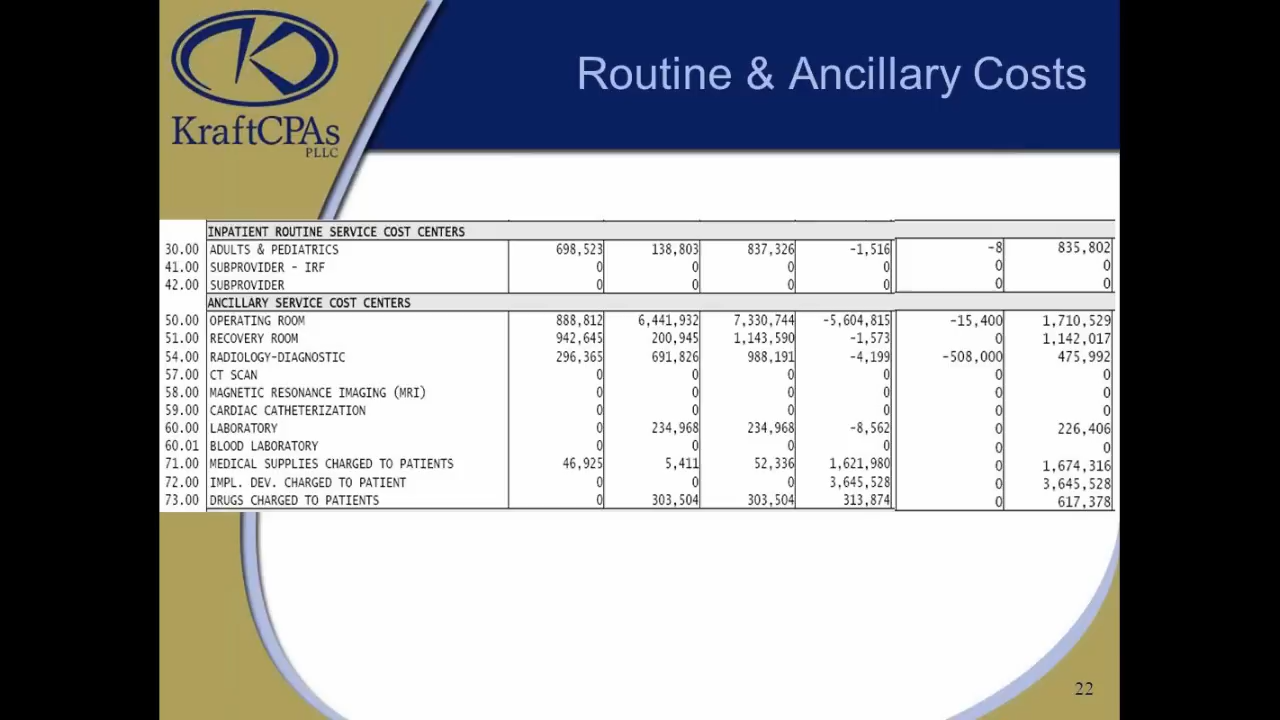 KraftCPAs
PLLC
Routine & Ancillary Costs
INPATIENT ROUTINE SERVICE COST CENTERS
30.00 ADULTS & PEDIATRICS 698,523 138,803 837,326 -1,516 -8 835,802
41.00 SUBPROVIDER - IRF 0 0 0 0 0 0
42.00 SUBPROVIDER 0 0 0 0 0 0
ANCILLARY SERVICE COST CENTERS
50.00 OPERATING ROOM 888,812 6,441,932 7,330,744 -5,604,815 -15,400 1,710,529
51.00 RECOVERY ROOM 942,645 200,945 1,143,590 -1,573 0 1,142,017
54.00 RADIOLOGY-DIAGNOSTIC 296,365 691,826 988,191 -4,199 -508,000 475,992
57.00 CT SCAN 0 0 0 0 0 0
58.00 MAGNETIC RESONANCE IMAGING (MRI) 0 0 0 0 0 0
59.00 CARDIAC CATHETERIZATION 0 0 0 0 0 0
60.00 LABORATORY 0 234,968 234,968 -8,562 0 226,406
60.01 BLOOD LABORATORY 0 0 0 0 0 0
71.00 MEDICAL SUPPLIES CHARGED TO PATIENTS 46,925 5,411 52,336 1,621,980 0 1,674,316
72.00 IMPL. DEV. CHARGED TO PATIENT 0 0 0 3,645,528 0 3,645,528
73.00 DRUGS CHARGED TO PATIENTS 0 303,504 303,504 313,874 0 617,378
22